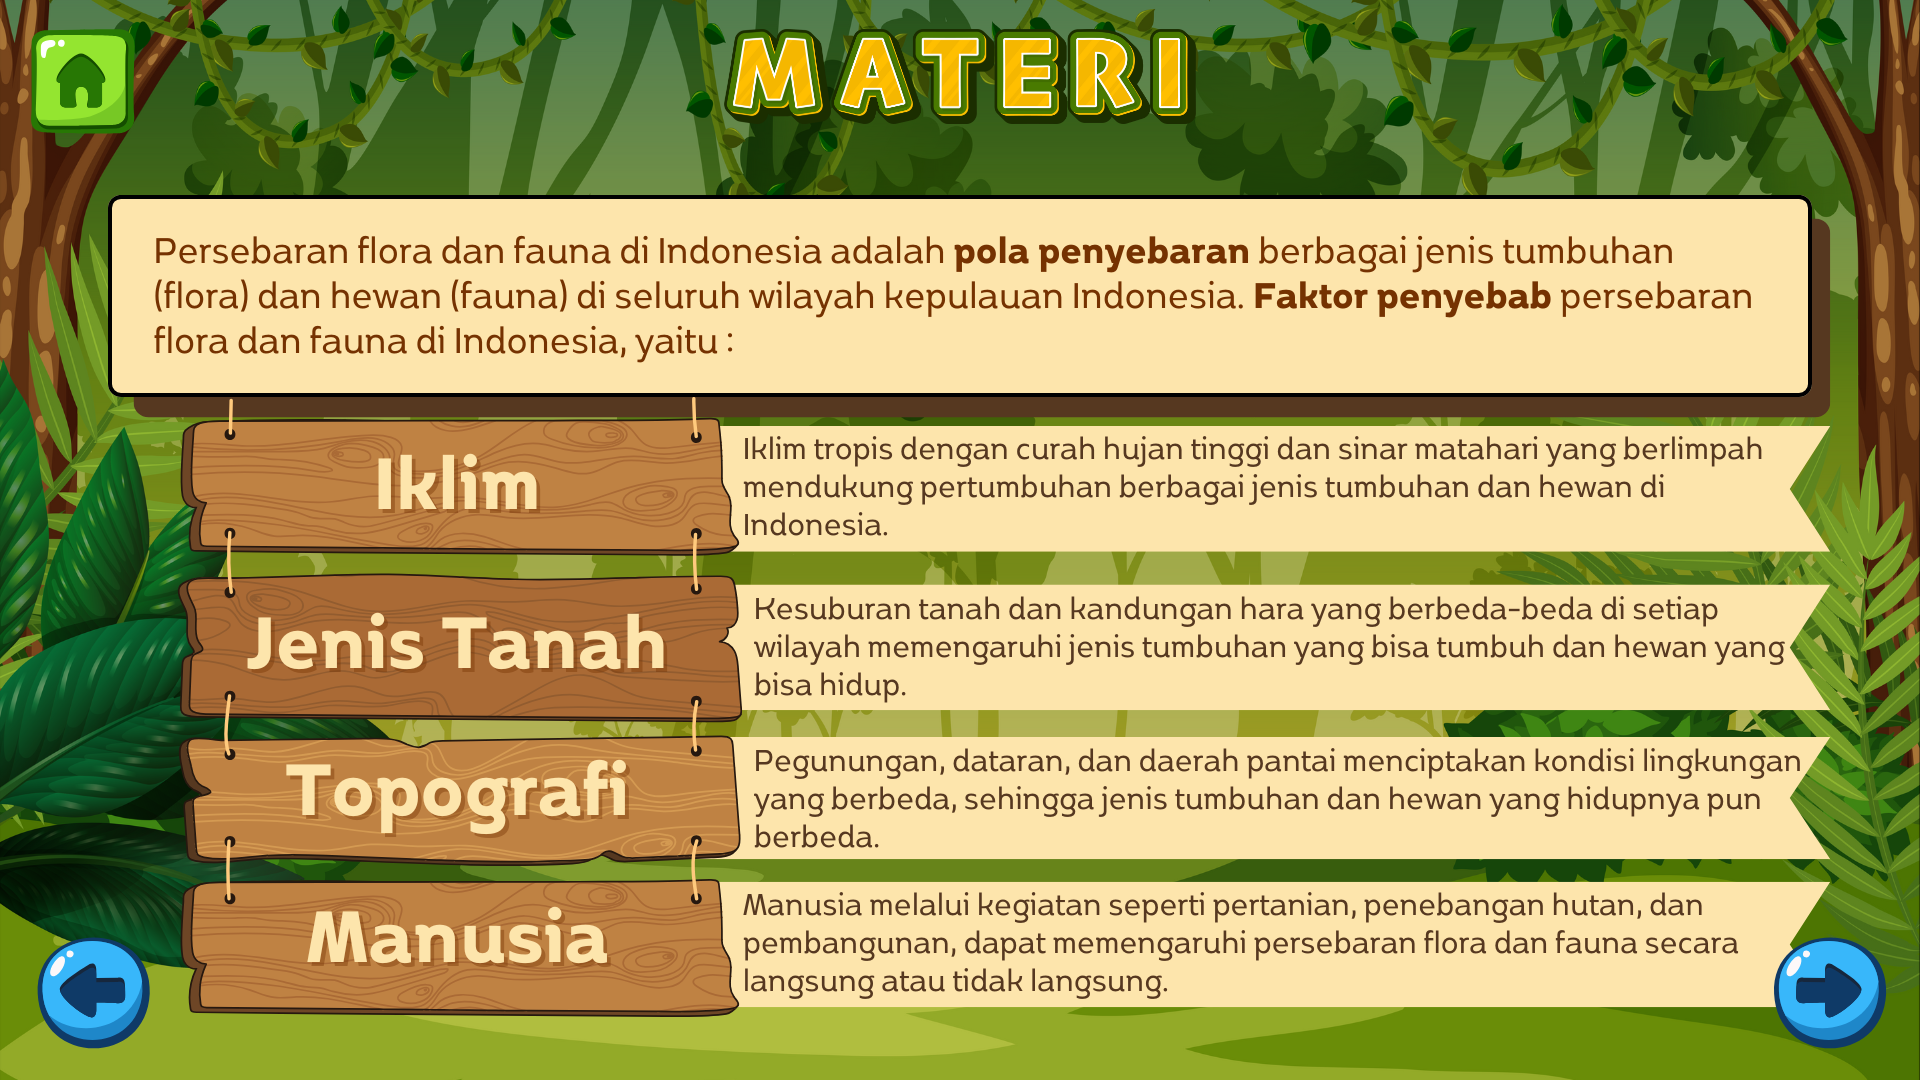 MATERI
Persebaran flora dan fauna di Indonesia adalah pola penyebaran berbagai jenis tumbuhan
(flora) dan hewan (fauna) di seluruh wilayah kepulauan Indonesia. Faktor penyebab persebaran
flora dan fauna di Indonesia, yaitu :
Iklim
Iklim tropis dengan curah hujan tinggi dan sinar matahari yang berlimpah
mendukung pertumbuhan berbagai jenis tumbuhan dan hewan di
Indonesia.
Jenis Tanah
Kesuburan tanah dan kandungan hara yang berbeda-beda di setiap
wilayah memengaruhi jenis tumbuhan yang bisa tumbuh dan hewan yang
bisa hidup.
Topografi
Pegunungan, dataran, dan daerah pantai menciptakan kondisi lingkungan
yang berbeda, sehingga jenis tumbuhan dan hewan yang hidupnya pun
berbeda.
Manusia
Manusia melalui kegiatan seperti pertanian, penebangan hutan, dan
pembangunan, dapat memengaruhi persebaran flora dan fauna secara
langsung atau tidak langsung.